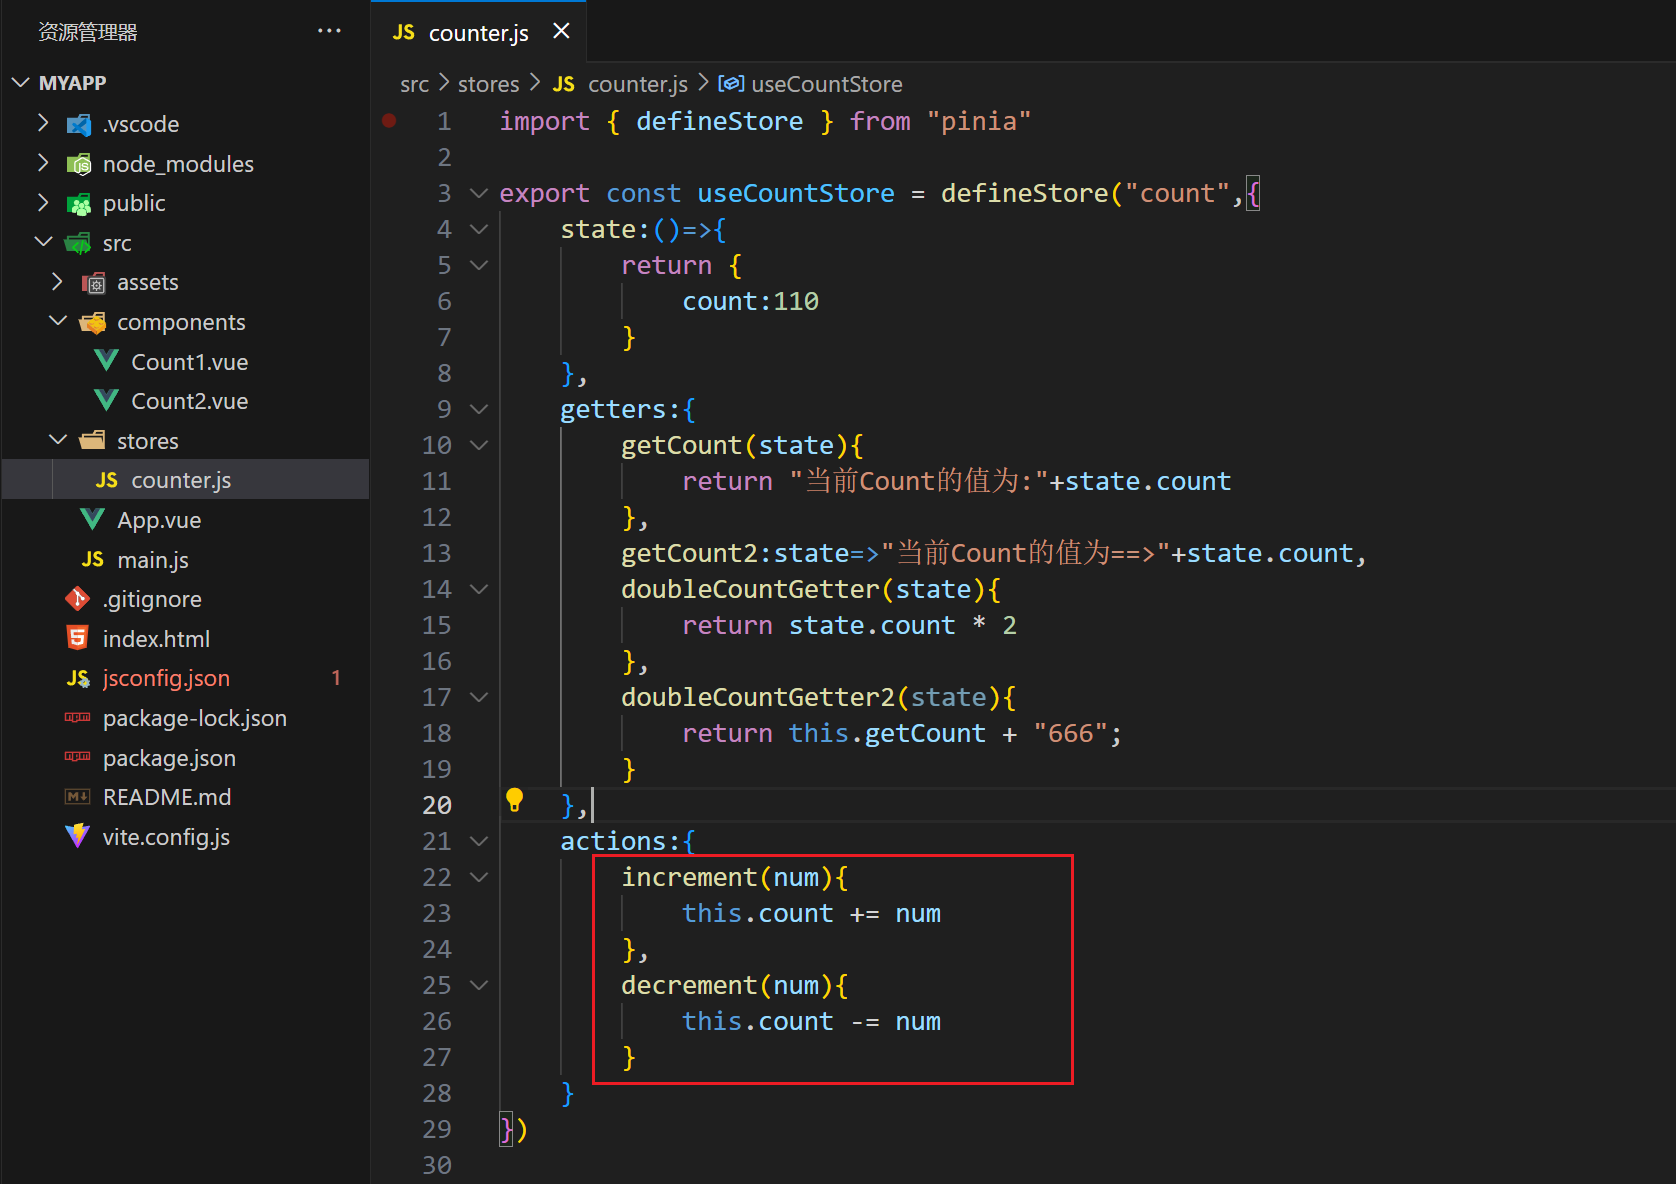 资源管理器 ···
MYAPP
.vscode
node_modules
public
src
assets
components
Count1.vue
Count2.vue
stores
JS counter.js
App.vue
JS main.js
.gitignore
index.html
JS jsconfig.json 1
package-lock.json
package.json
README.md
vite.config.js
JS counter.js
src > stores > JS counter.js > useCountStore
1 import { defineStore } from "pinia"
2
3 export const useCountStore = defineStore("count",{
4     state:()=>{
5         return {
6             count:110
7         }
8     },
9     getters:{
10         getCount(state){
11             return "当前Count的值为:"+state.count
12         },
13         getCount2:state=>"当前Count的值为==>"+state.count,
14         doubleCountGetter(state){
15             return state.count * 2
16         },
17         doubleCountGetter2(state){
18             return this.getCount + "666";
19         }
20     },
21     actions:{
22         increment(num){
23             this.count += num
24         },
25         decrement(num){
26             this.count -= num
27         }
28     }
29 })
30